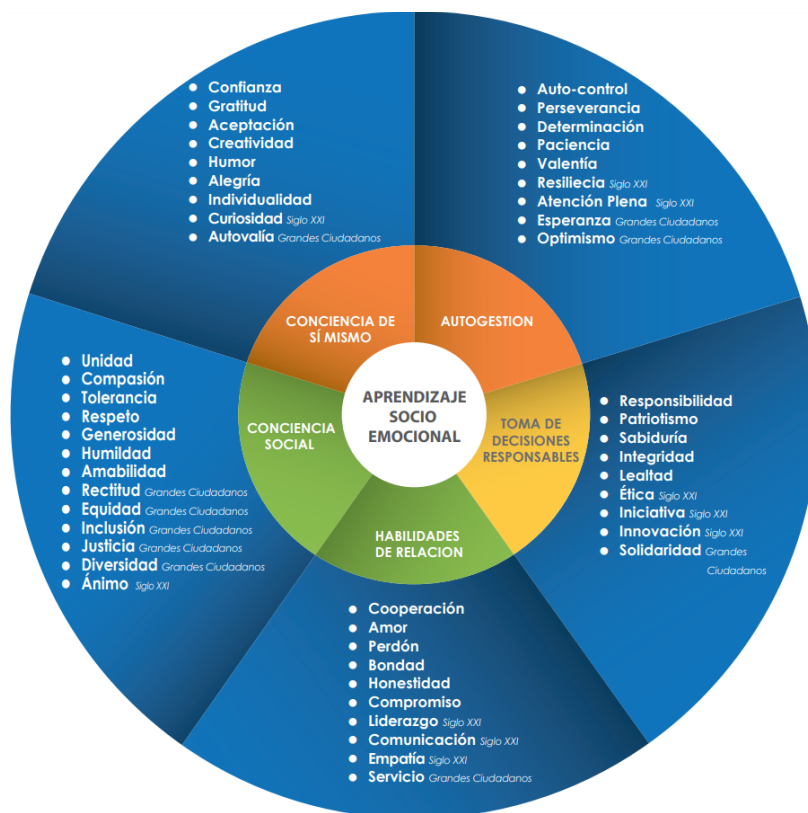 Confianza
Gratitud
Aceptación
Creatividad
Humor
Alegría
Individualidad
Curiosidad Siglo XXI
Autovalía Grandes Ciudadanos
Auto-control
Perseverancia
Determinación
Paciencia
Valentía
Resiliecia Siglo XXI
Atención Plena Siglo XXI
Esperanza Grandes Ciudadanos
Optimismo Grandes Ciudadanos
CONCIENCIA DE
SÍ MISMO
AUTOGESTION
APRENDIZAJE
SOCIO
EMOCIONAL
CONCIENCIA
SOCIAL
TOMA DE
DECISIONES
RESPONSABLES
HABILIDADES
DE RELACION
Unidad
Compasión
Tolerancia
Respeto
Generosidad
Humildad
Amabilidad
Rectitud Grandes Ciudadanos
Equidad Grandes Ciudadanos
Inclusión Grandes Ciudadanos
Justicia Grandes Ciudadanos
Diversidad Grandes Ciudadanos
Ánimo Siglo XXI
Responsibilidad
Patriotismo
Sabiduría
Integridad
Lealtad
Ética Siglo XXI
Iniciativa Siglo XXI
Innovación Siglo XXI
Solidaridad Grandes
Ciudadanos
Cooperación
Amor
Perdón
Bondad
Honestidad
Compromiso
Liderazgo Siglo XXI
Comunicación Siglo XXI
Empatía Siglo XXI
Servicio Grandes Ciudadanos